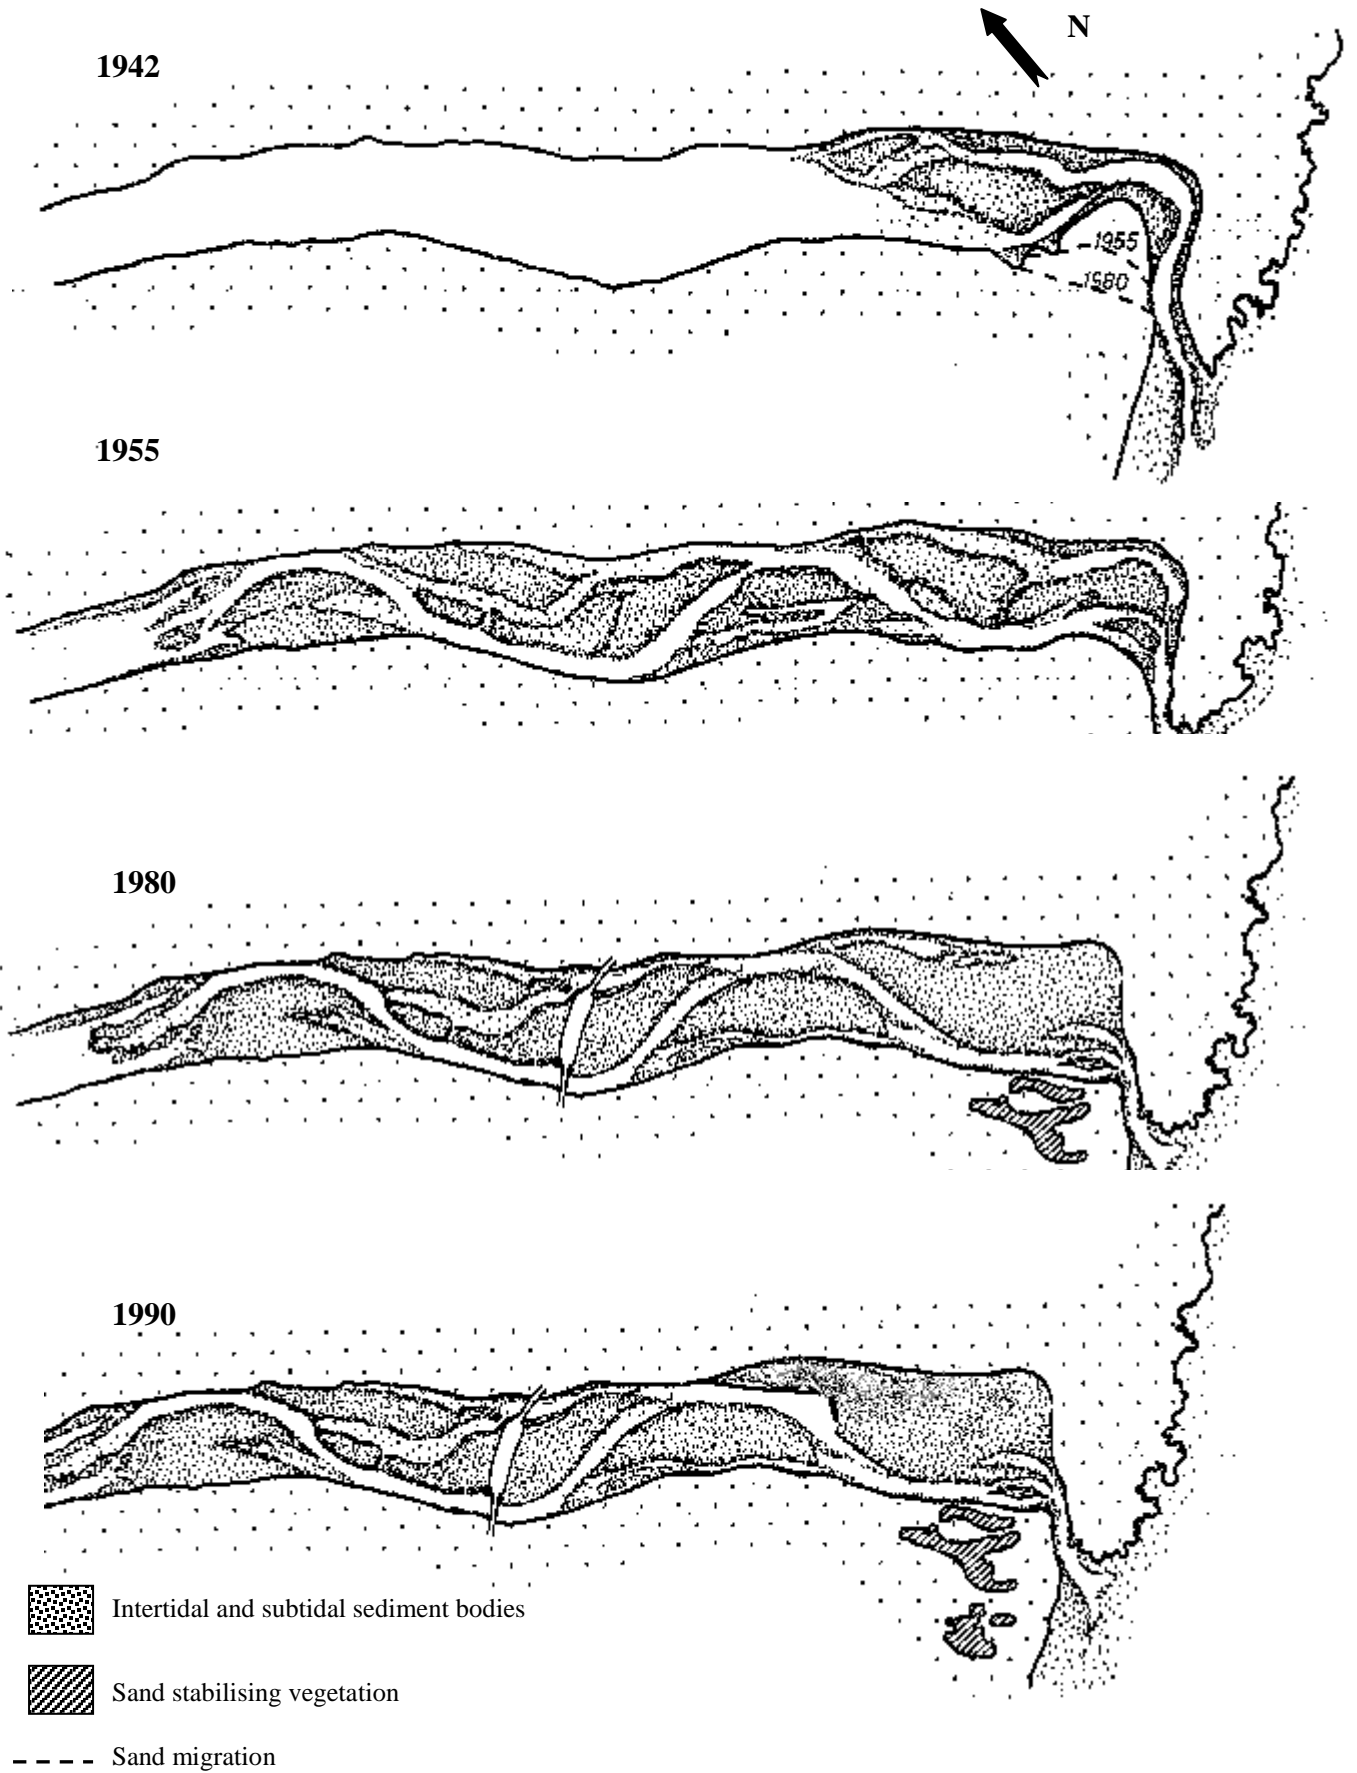 N
1942
1955
1980
1955
1980
1990
Intertidal and subtidal sediment bodies
Sand stabilising vegetation
Sand migration